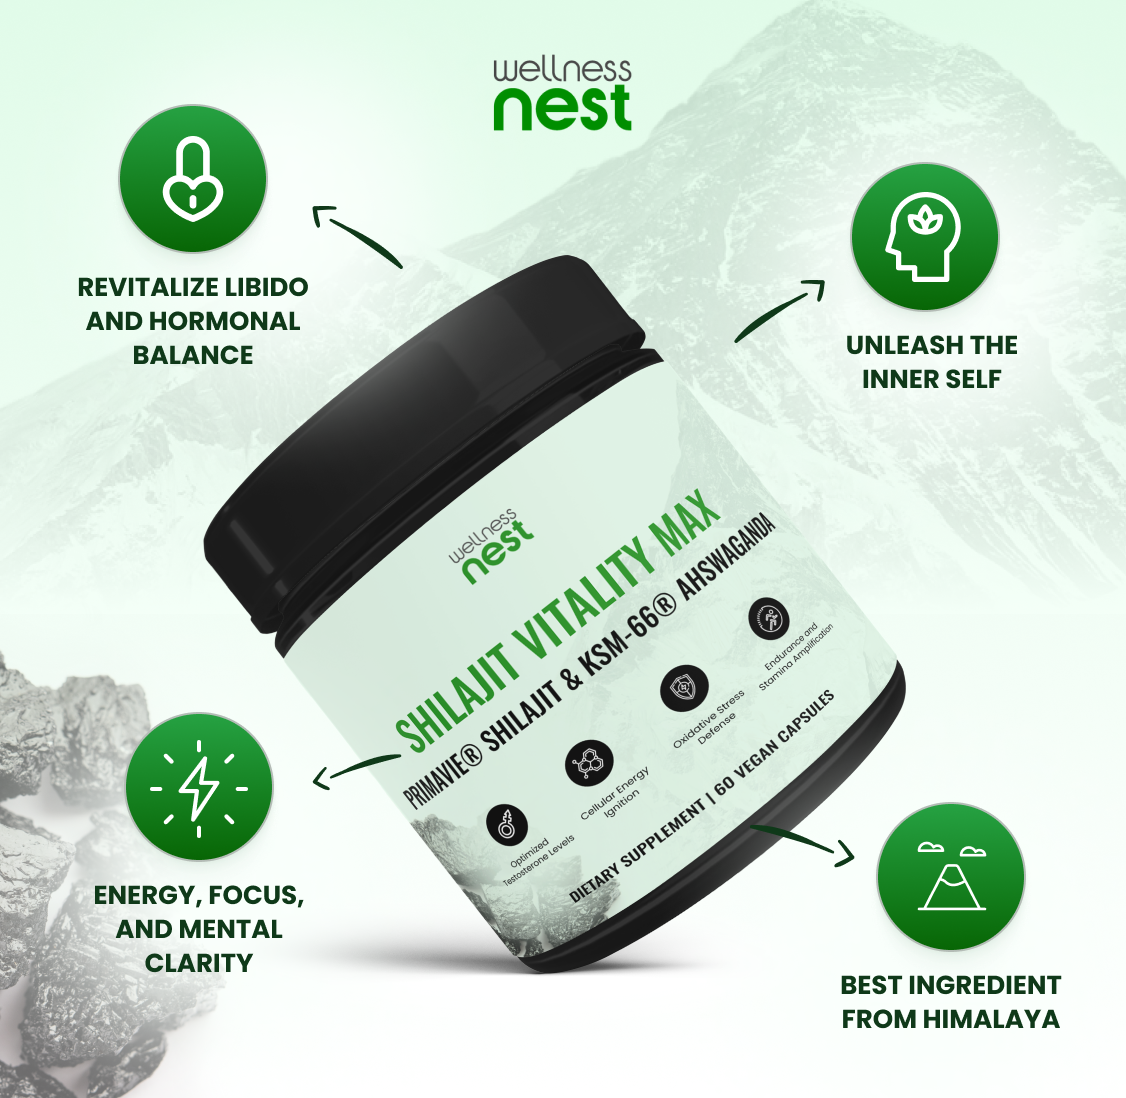 wellness
nest
REVITALIZE LIBIDO
AND HORMONAL
BALANCE
UNLEASH THE
INNER SELF
wellness
nest
SHILAJIT VITALITY MAX
PRIMAVIE® SHILAJIT & KSM-66® AHSWAGANDA
Optimized
Testosterone Levels
Cellular Energy
Ignition
Oxidative Stress
Defense
Endurance and
Stamina Amplification
DIETARY SUPPLEMENT | 60 VEGAN CAPSULES
ENERGY, FOCUS,
AND MENTAL
CLARITY
BEST INGREDIENT
FROM HIMALAYA